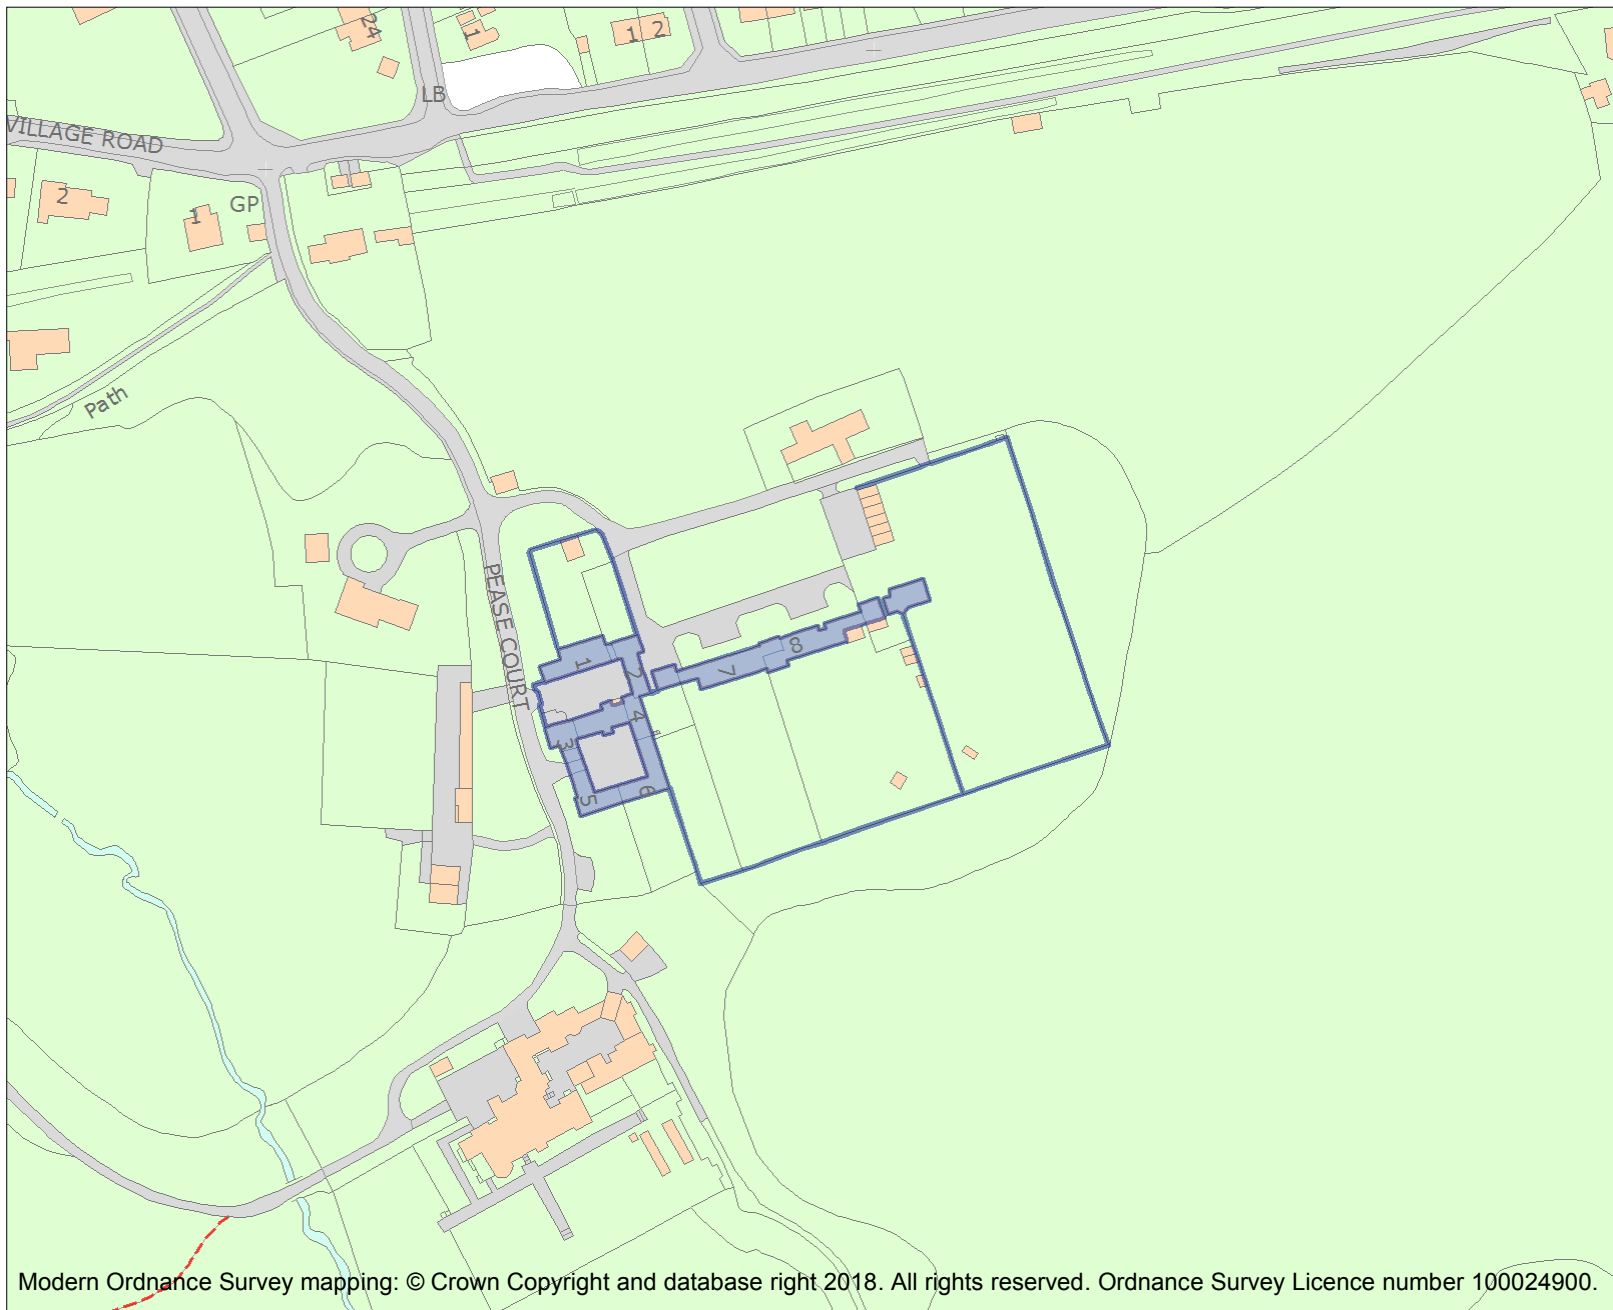 24
1
1 2
LB
VILLAGE ROAD
2
1
GP
Path
PEASE COURT
1
2
3
4
5
6
7
8
Modern Ordnance Survey mapping: © Crown Copyright and database right 2018. All rights reserved. Ordnance Survey Licence number 100024900.